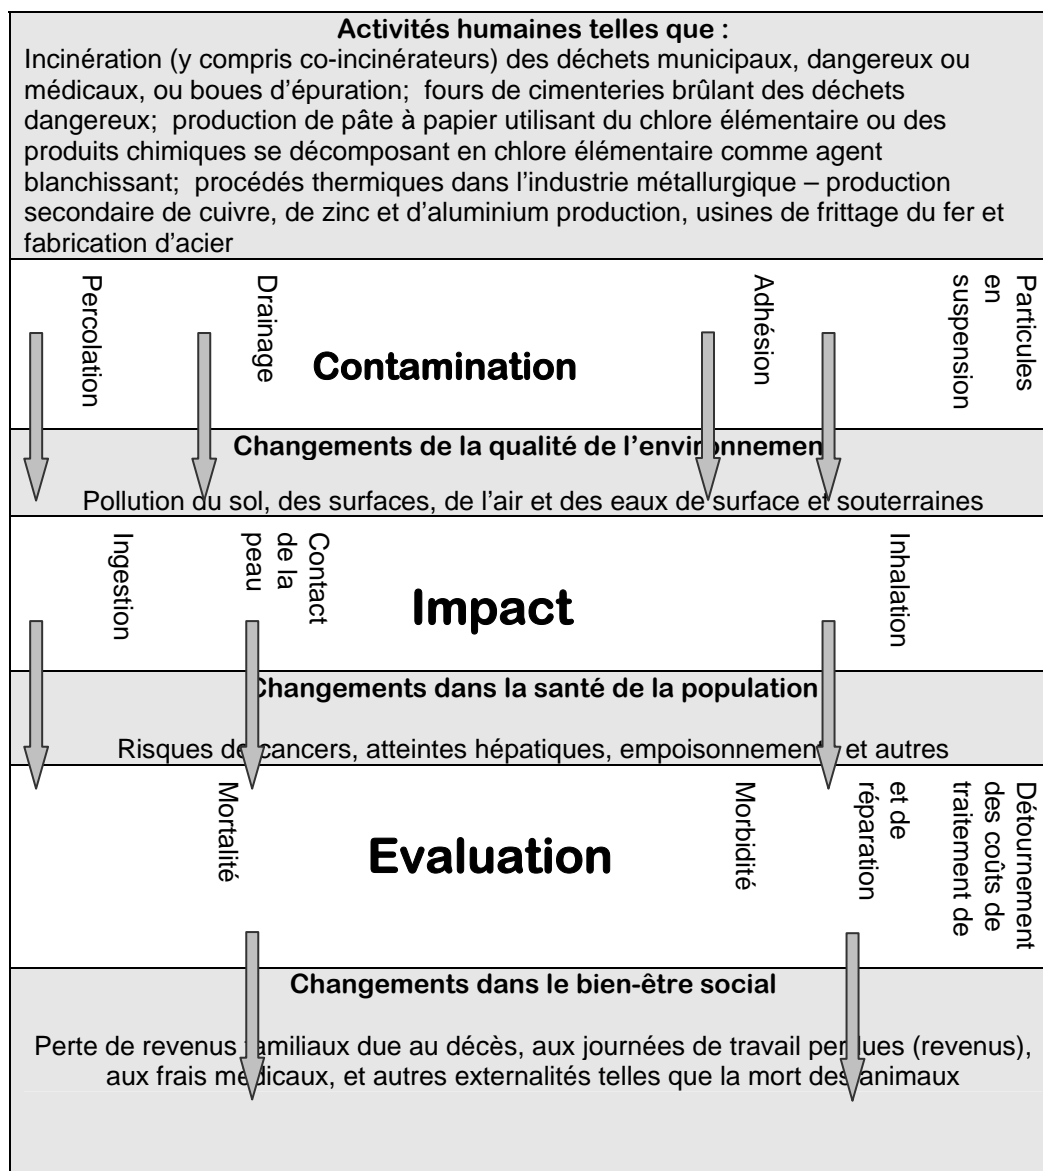 Activités humaines telles que :
Incinération (y compris co-incinérateurs) des déchets municipaux, dangereux ou
médicaux, ou boues d'épuration; fours de cimenteries brûlant des déchets
dangereux; production de pâte à papier utilisant du chlore élémentaire ou des
produits chimiques se décomposant en chlore élémentaire comme agent
blanchissant; procédés thermiques dans l'industrie métallurgique – production
secondaire de cuivre, de zinc et d'aluminium production, usines de frittage du fer et
fabrication d'acier
Percolation
Drainage
Contamination
Adhésion
Particules
en
suspension
Changements de la qualité de l'environnemen
Pollution du sol, des surfaces, de l'air et des eaux de surface et souterraines
Ingestion
Contact
de la
peau
Impact
Inhalation
Changements dans la santé de la population
Risques de cancers, atteintes hépatiques, empoisonnement, et autres
Mortalité
Evaluation
Morbidité
Détournement
des coûts de
traitement de
et de
réparation
Changements dans le bien-être social
Perte de revenus familiaux due au décès, aux journées de travail perdues (revenus),
aux frais médicaux, et autres externalités telles que la mort des animaux